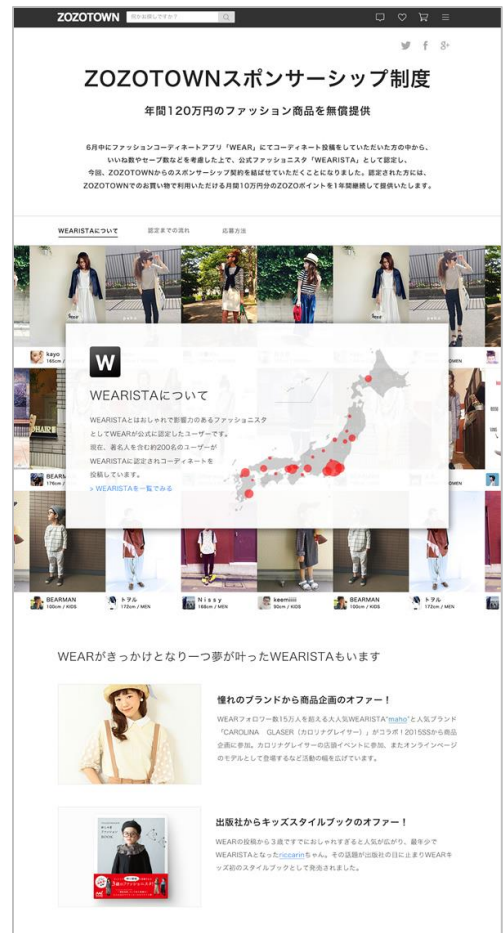 ZOZOTOWN
何かお探しですか？
ZOZOTOWNスポンサーシップ制度
年間120万円のファッション商品を無償提供
6月中にファッションコーディネートアプリ「WEAR」にてコーディネート投稿をしていただいた方の中から、
いいね数やセーブ数などを考慮した上で、公式ファッショニスタ「WEARISTA」として認定し、
今回、ZOZOTOWNからのスポンサーシップ契約を結ばせていただくことになりました。認定された方には、
ZOZOTOWNでのお買い物で利用いただける月間10万円分のZOZOポイントを1年間継続して提供いたします。
WEARISTAについて 認定までの流れ 応募方法
kayo
165cm /
W
WEARISTAについて
WEARISTAとはおしゃれで影響力のあるファッショニスタ
としてWEARが公式に認定したユーザーです。
現在、著名人を含む約200名のユーザーが
WEARISTAに認定されコーディネートを
投稿しています。
> WEARISTAを一覧でみる
BEARMAN トヲル Nissy keemiiii BEARMAN トヲル
100cm / KIDS 172cm / MEN 168cm / MEN 90cm / KIDS 100cm / KIDS 172cm / MEN
WEARがきっかけとなり一つ夢が叶ったWEARISTAもいます
憧れのブランドから商品企画のオファー！
WEARフォロワー数15万人を超える大人気WEARISTA"maho"と人気ブランド
「CAROLINA GLASER（カロリナグレイサー）」がコラボ！2015SSから商品
企画に参加。カロリナグレイサーの店頭イベントに参加、またオンラインページ
のモデルとして登場するなど活動の幅を広げています。
出版社からキッズスタイルブックのオファー！
WEARの投稿から３歳ですでにおしゃれすぎると人気が広がり、最年少で
WEARISTAとなったriccarinちゃん。その話題が出版社の目に止まりWEARキ
ッズ初のスタイルブックとして発売されました。